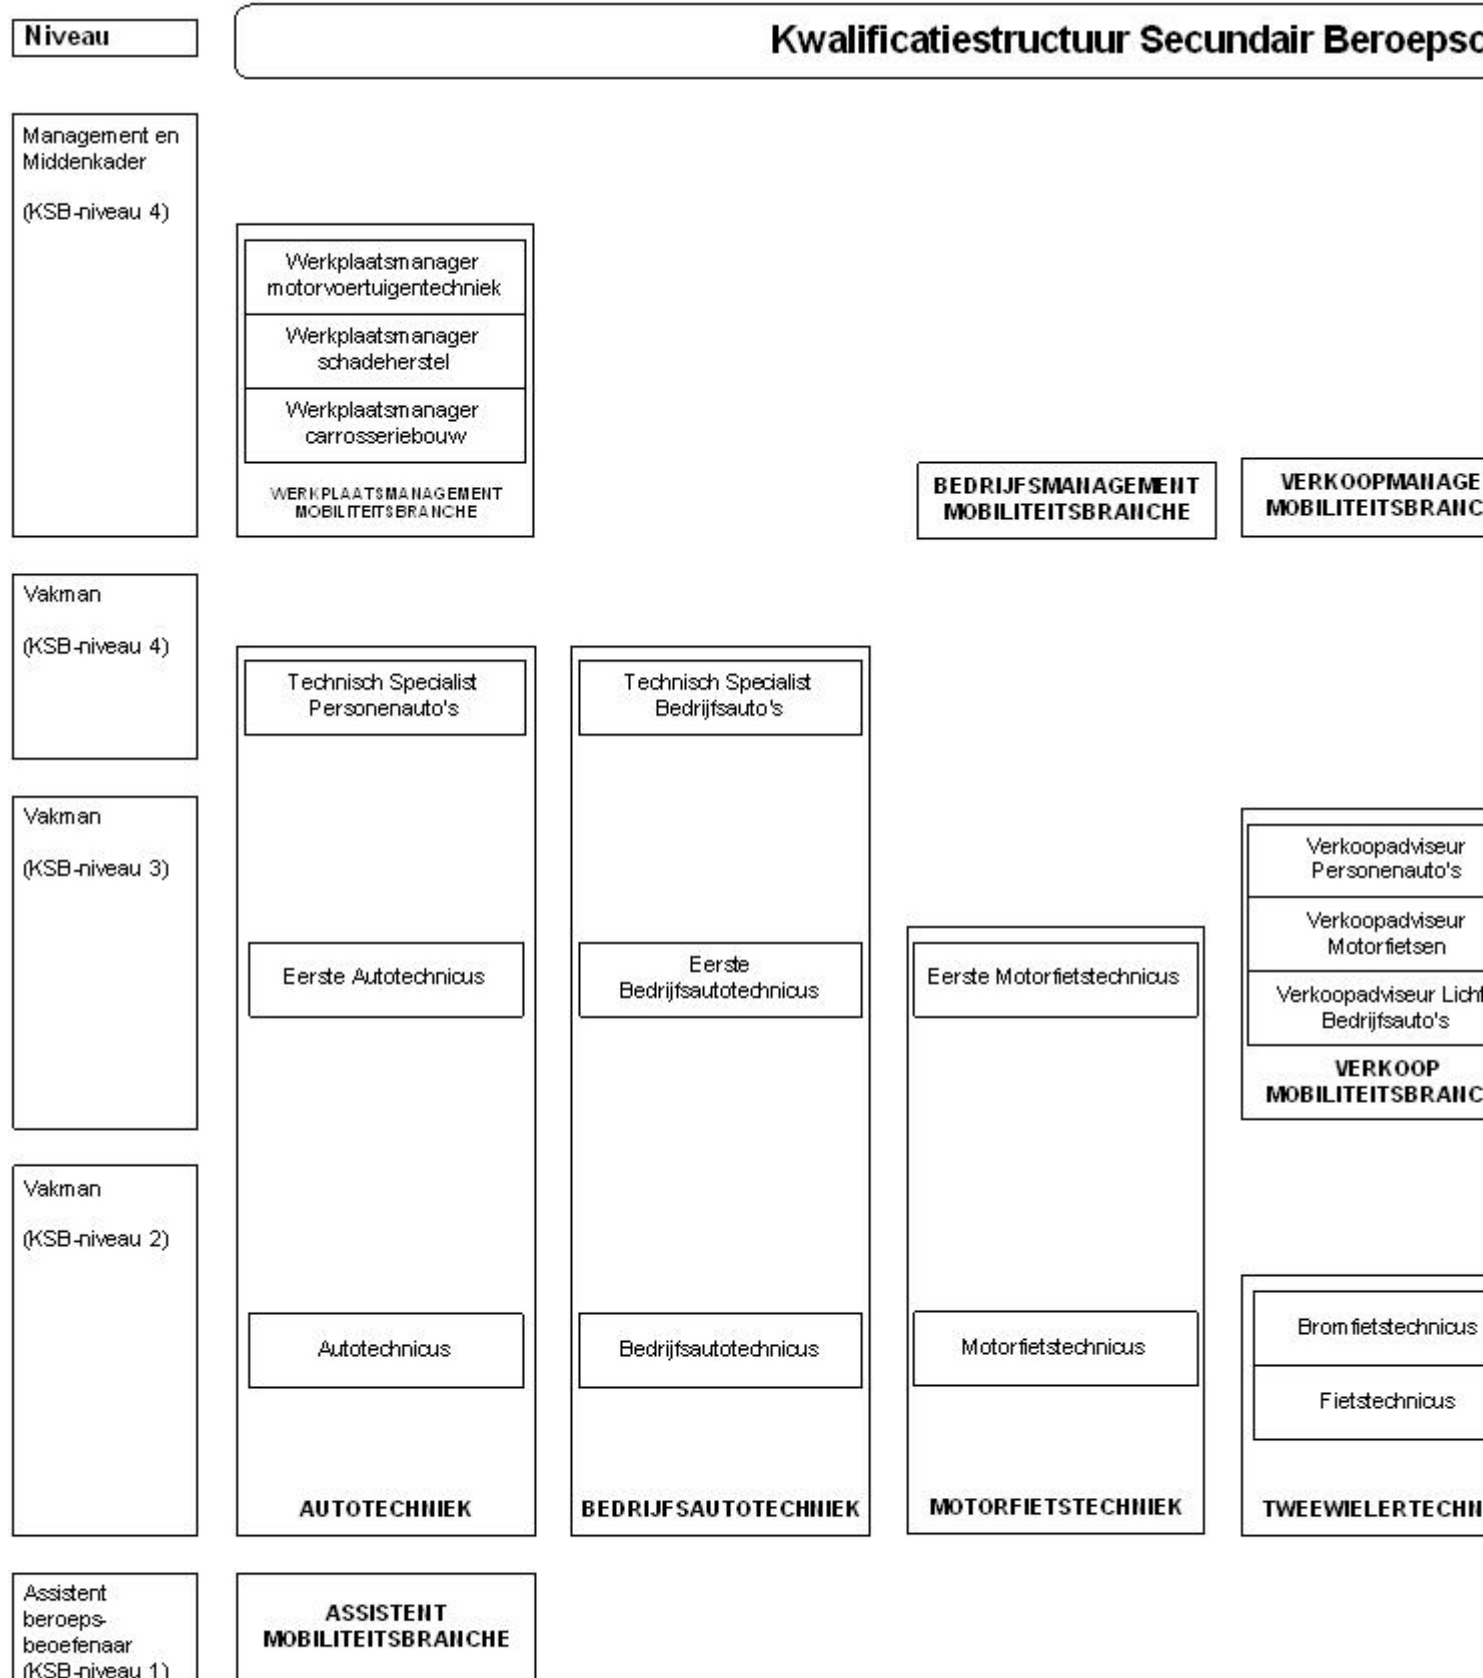 Niveau
Kwalificatiestructuur Secundair Beroepso
Management en
Middenkader
(KSB-niveau 4)
Werkplaatsmanager
motorvoertuigentechniek
Werkplaatsmanager
schadeherstel
Werkplaatsmanager
carrosseriebouw
WERKPLAATSMANAGEMENT
MOBILITEITSBRANCHE
BEDRIJFSMANAGEMENT
MOBILITEITSBRANCHE
VERKOOPMANAGE
MOBILITEITSBRANC
Vakman
(KSB-niveau 4)
Technisch Specialist
Personenauto's
Technisch Specialist
Bedrijfsauto's
Vakman
(KSB-niveau 3)
Eerste Autotechnicus
Eerste
Bedrijfsautotechnicus
Eerste Motorfietstechnicus
Verkoopadviseur
Personenauto's
Verkoopadviseur
Motorfietsen
Verkoopadviseur Licht
Bedrijfsauto's
VERKOOP
MOBILITEITSBRANC
Vakman
(KSB-niveau 2)
Autotechnicus
Bedrijfsautotechnicus
Motorfietstechnicus
Bromfietstechnicus
Fietstechnicus
AUTOTECHNIEK
BEDRIJFSAUTOTECHNIEK
MOTORFIETSTECHNIEK
TWEEWIELERTECHN
Assistent
beroeps-
beoefenaar
(KSB-niveau 1)
ASSISTENT
MOBILITEITSBRANCHE